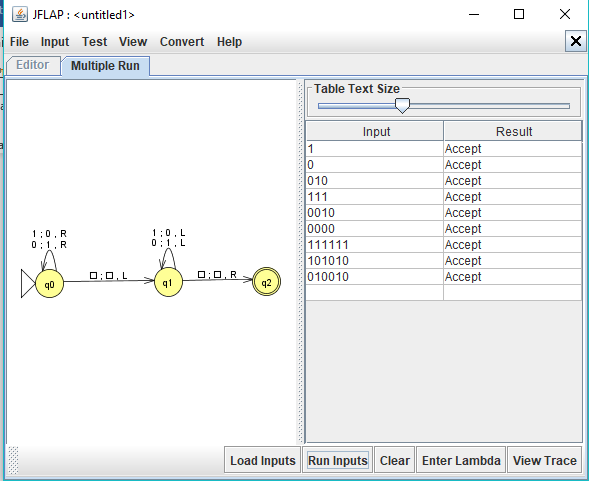 JFLAP : <untitled1>
File Input Test View Convert Help
Editor Multiple Run
Table Text Size
Input Result
1 Accept
0 Accept
010 Accept
111 Accept
0010 Accept
0000 Accept
111111 Accept
101010 Accept
010010 Accept
1 ; 0 , R
0 ; 1 , R
1 ; 0 , L
0 ; 1 , L
□ ; □ , L
□ ; □ , R
q0
q1
q2
Load Inputs Run Inputs Clear Enter Lambda View Trace